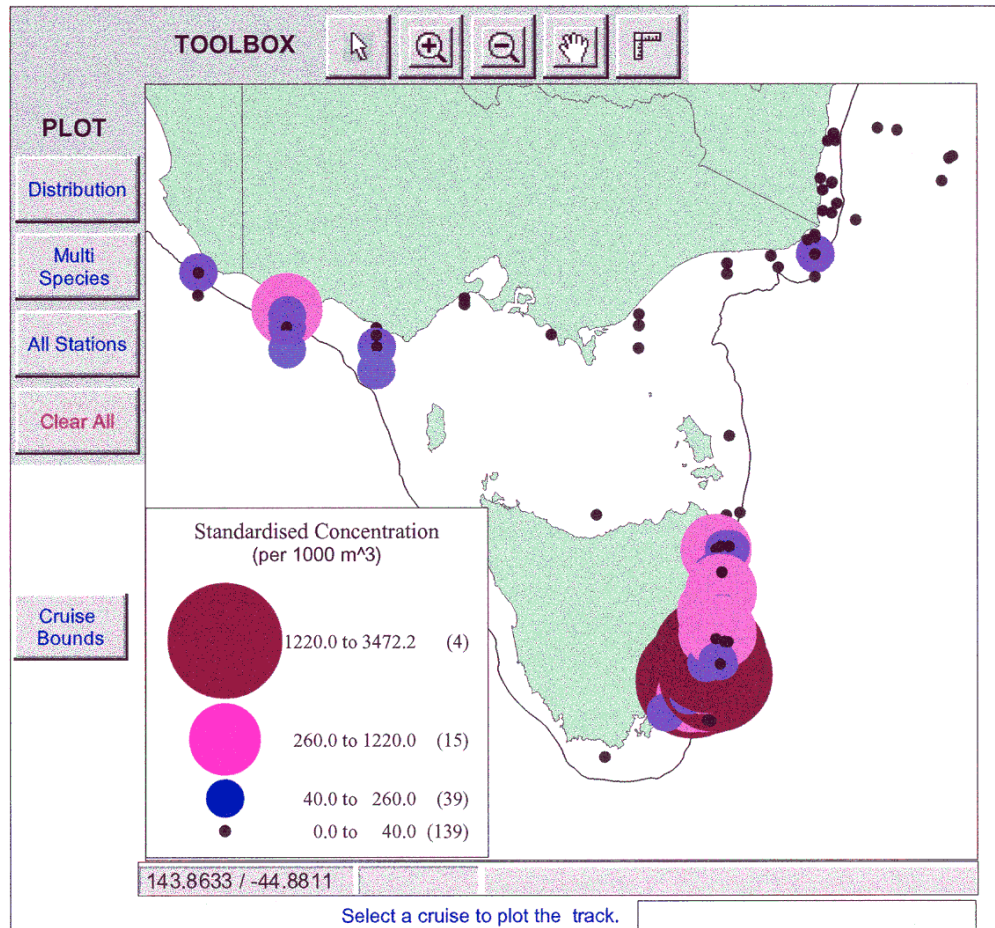 TOOLBOX
PLOT
Distribution
Multi
Species
All Stations
Clear All
Cruise
Bounds
Standardised Concentration
(per 1000 m^3)
1220.0 to 3472.2 (4)
260.0 to 1220.0 (15)
40.0 to 260.0 (39)
0.0 to 40.0 (139)
143.8633 / -44.8811
Select a cruise to plot the track.